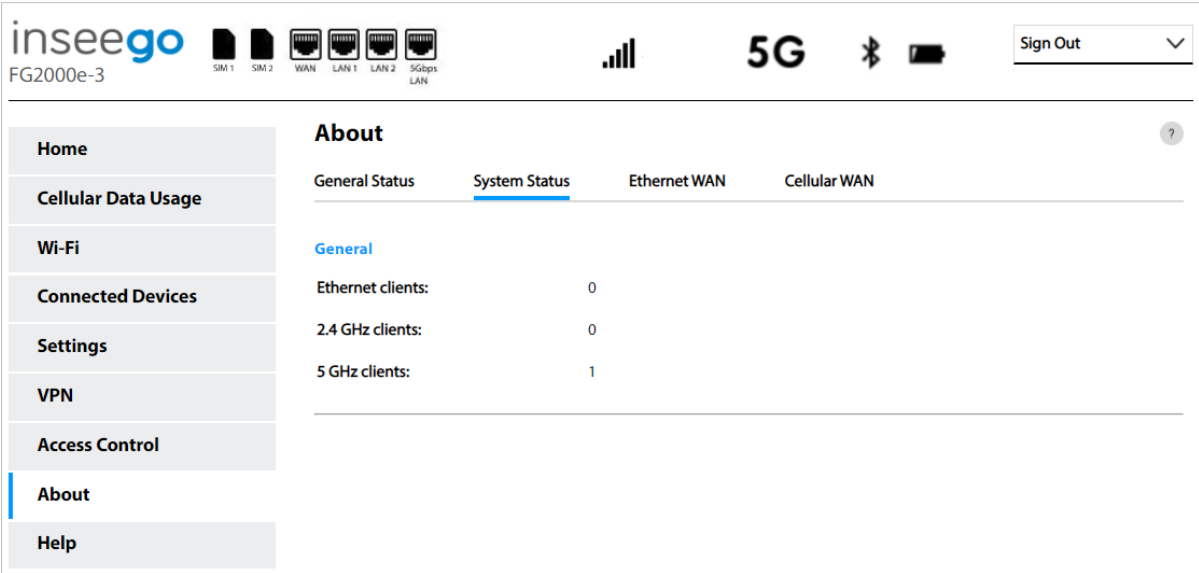 inseego
FG2000e-3
SIM 1 SIM 2 WAN LAN 1 LAN 2 5Gbps LAN
5G
Sign Out
Home
Cellular Data Usage
Wi-Fi
Connected Devices
Settings
VPN
Access Control
About
Help
About
?
General Status System Status Ethernet WAN Cellular WAN
General
Ethernet clients: 0
2.4 GHz clients: 0
5 GHz clients: 1